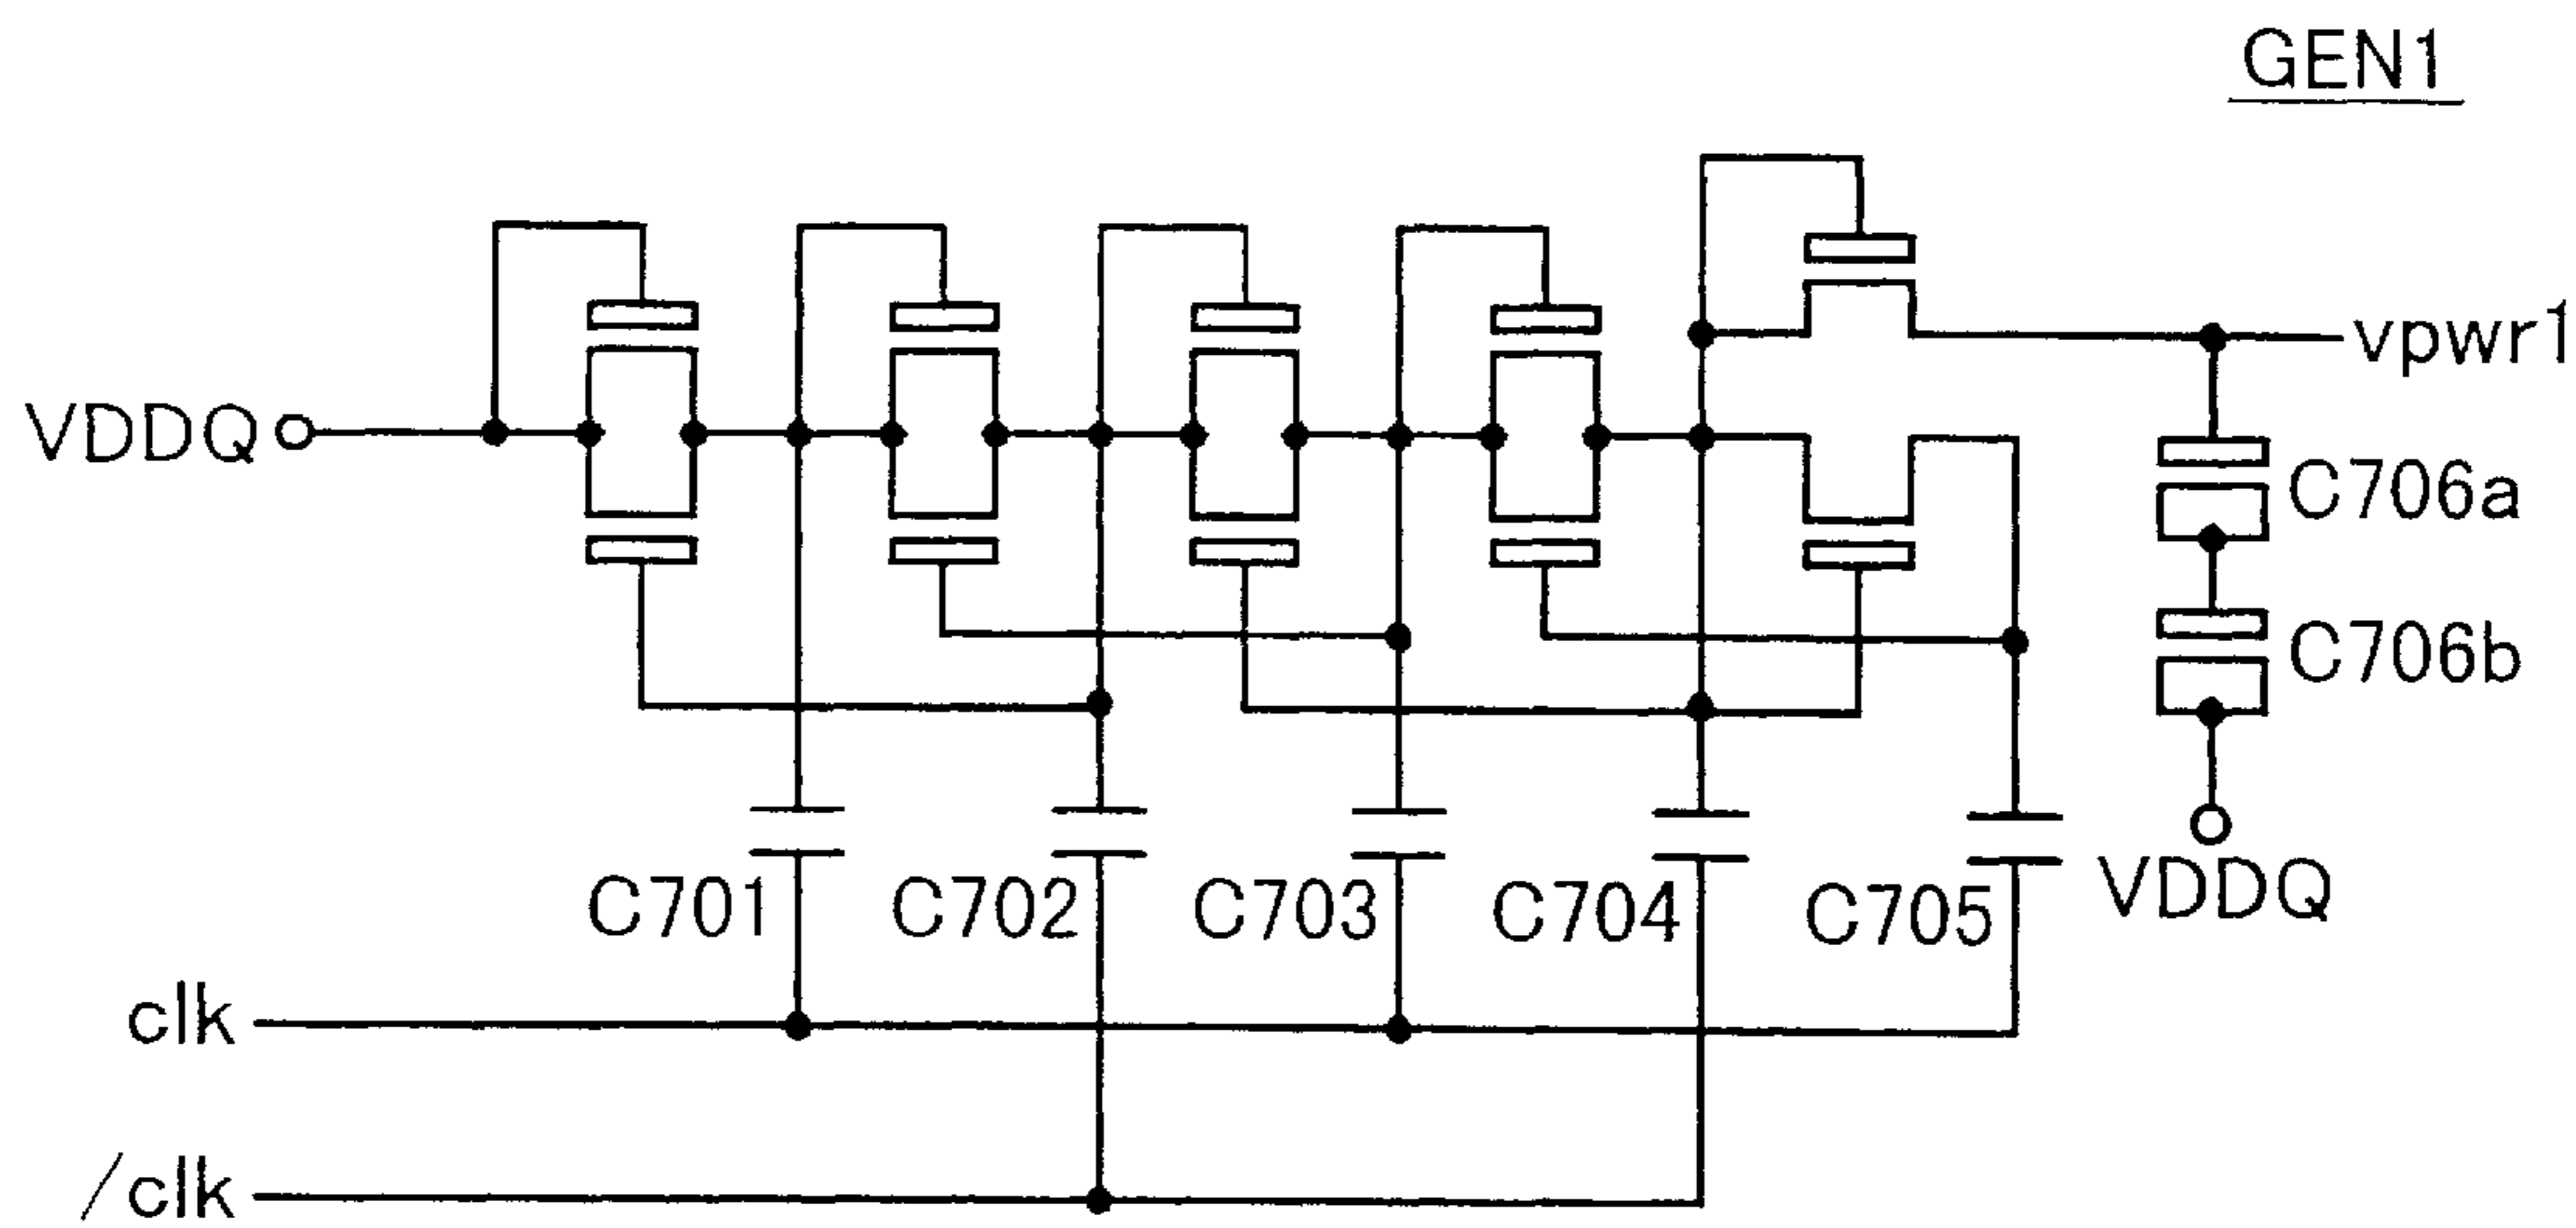 GEN1
vpwr1
VDDQ
C706a
C706b
C701
C702
C703
C704
C705
VDDQ
clk
/clk